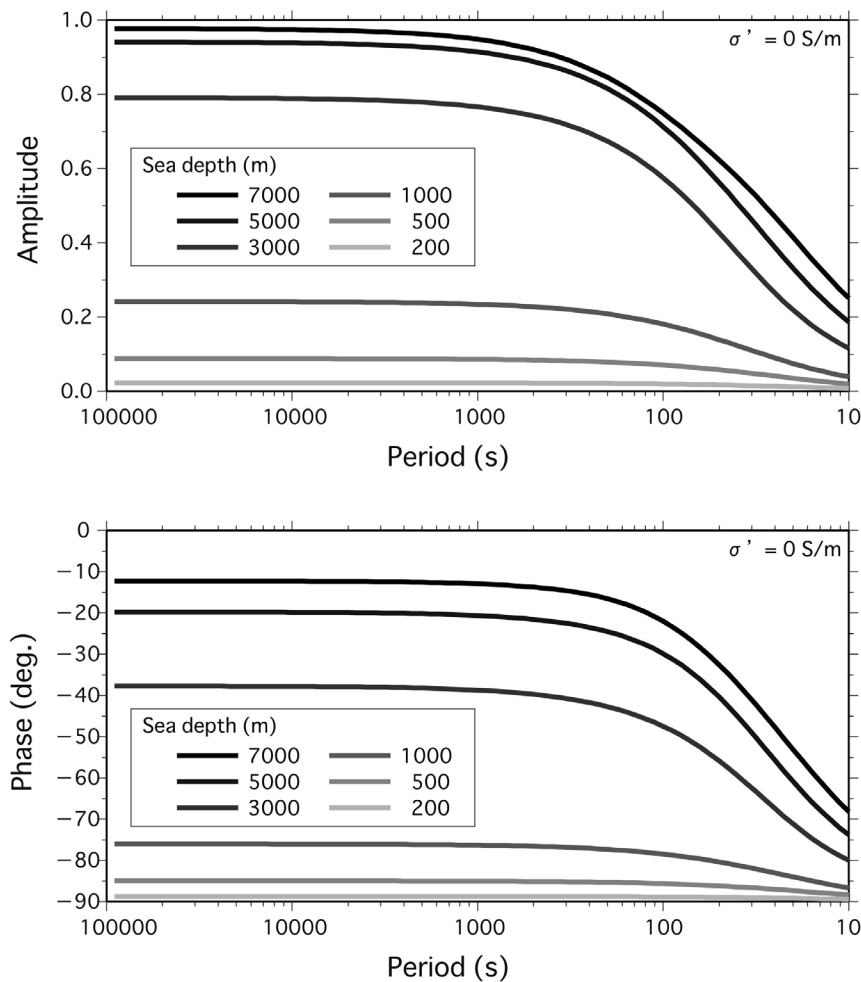 σ ’ = 0 S/m
Amplitude
1.0
0.8
0.6
0.4
0.2
0.0
Sea depth (m)
7000 1000
5000 500
3000 200
100000 10000 1000 100 10
Period (s)
σ ’ = 0 S/m
Phase (deg.)
0
−10
−20
−30
−40
−50
−60
−70
−80
−90
Sea depth (m)
7000 1000
5000 500
3000 200
100000 10000 1000 100 10
Period (s)